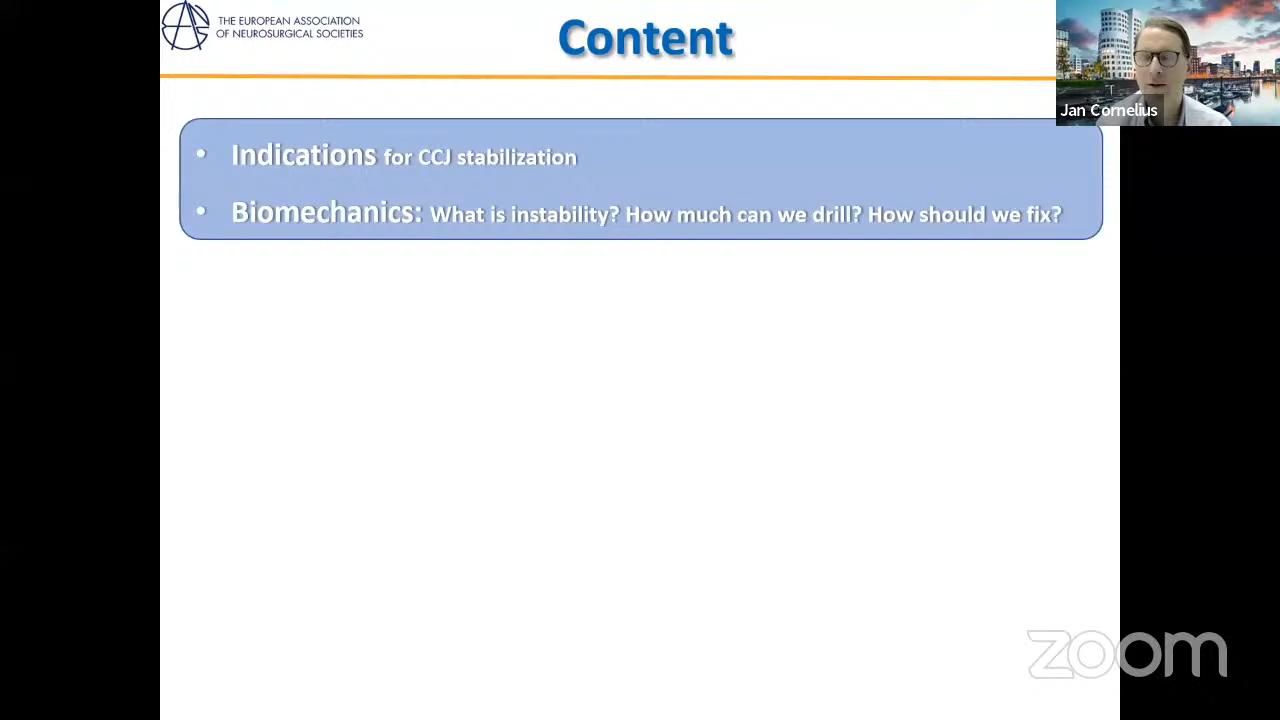 THE EUROPEAN ASSOCIATION
OF NEUROSURGICAL SOCIETIES
Content
Jan Cornelius
• Indications for CCJ stabilization
• Biomechanics: What is instability? How much can we drill? How should we fix?
zoom